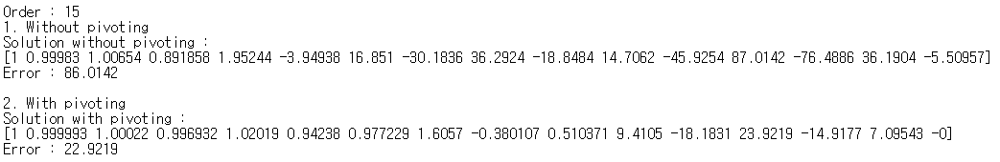 Order : 15
1. Without pivoting
Solution without pivoting :
[1 0.99983 1.00654 0.891858 1.95244 -3.94938 16.851 -30.1836 36.2924 -18.8484 14.7062 -45.9254 87.0142 -76.4886 36.1904 -5.50957]
Error : 86.0142
2. With pivoting
Solution with pivoting :
[1 0.999993 1.00022 0.996932 1.02019 0.94238 0.977229 1.6057 -0.380107 0.510371 9.4105 -18.1831 23.9219 -14.9177 7.09543 -0]
Error : 22.9219